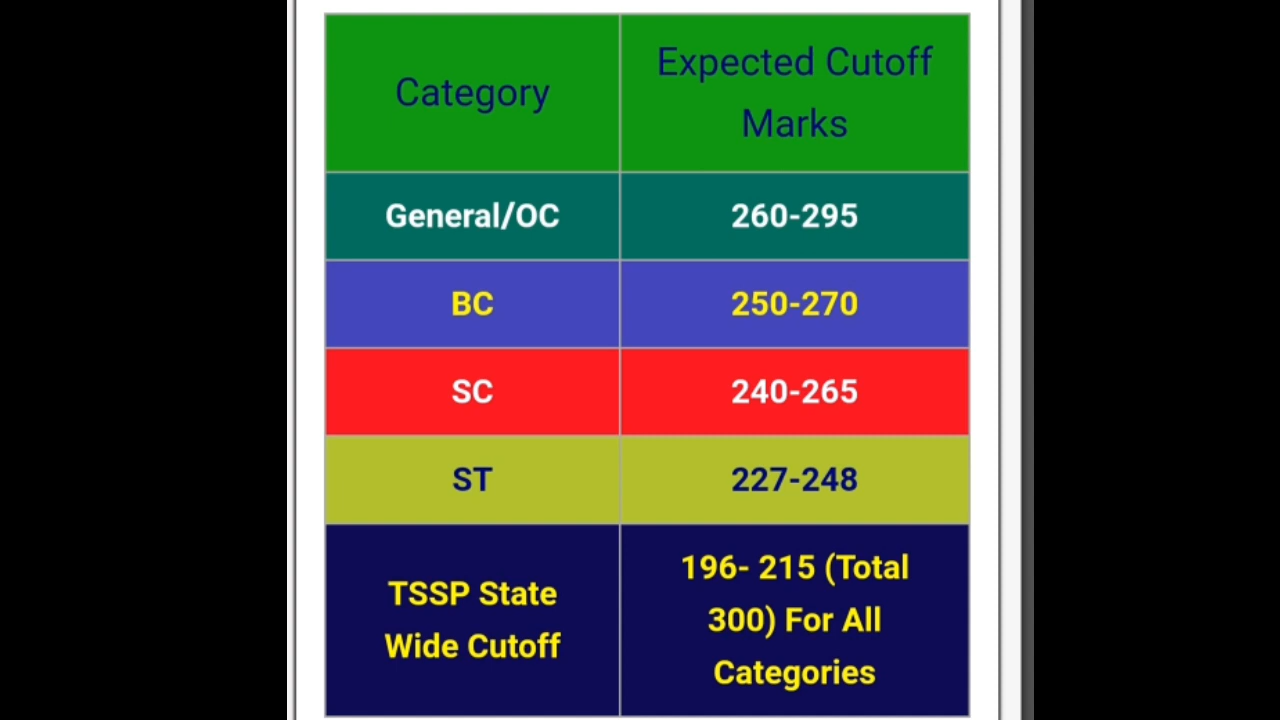 Category
Expected Cutoff
Marks
General/OC
260-295
BC
250-270
SC
240-265
ST
227-248
TSSP State
Wide Cutoff
196- 215 (Total
300) For All
Categories